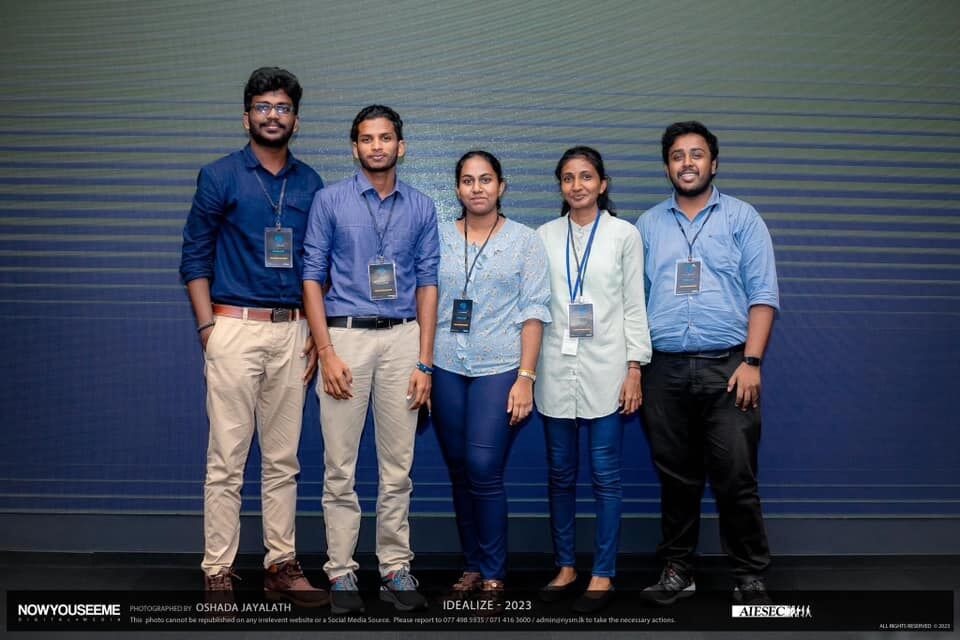 NOWYOUSEEME
DIGITAL4MEDIA
PHOTOGRAPHED BY OSHADA JAYALATH
IDEALIZE - 2023
This photo cannot be republished on any irrelevent website or a Social Media Source. Please report to 077 498 5935 / 071 416 3600 / admin@nysm.lk to take the necessary actions.
AIESEC
ALL RIGHTS RESERVED © 2023